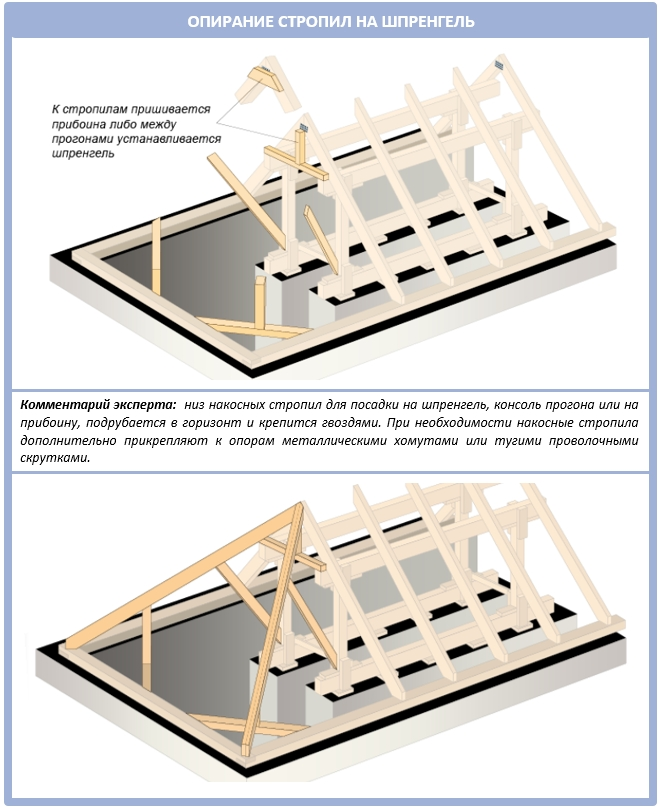 ОПИРАНИЕ СТРОПИЛ НА ШПРЕНГЕЛЬ
К стропилам пришивается
прибоина либо между
прогонами устанавливается
шпренгель
Комментарий эксперта: низ накосных стропил для посадки на шпренгель, консоль прогона или на
прибоину, подрубается в горизонт и крепится гвоздями. При необходимости накосные стропила
дополнительно прикрепляют к опорам металлическими хомутами или тугими проволочными
скрутками.